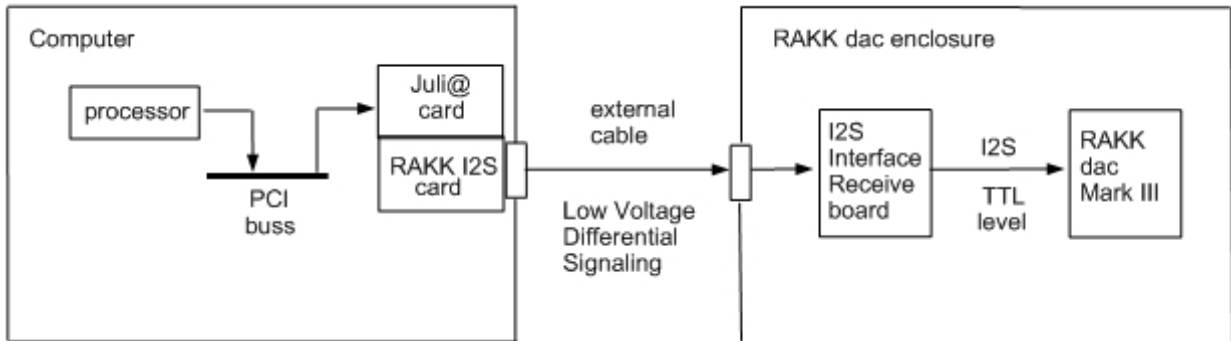 Computer
processor
PCI
buss
Juli@
card
RAKK I2S
card
external
cable
Low Voltage
Differential
Signaling
RAKK dac enclosure
I2S
Interface
Receive
board
I2S
TTL
level
RAKK
dac
Mark III